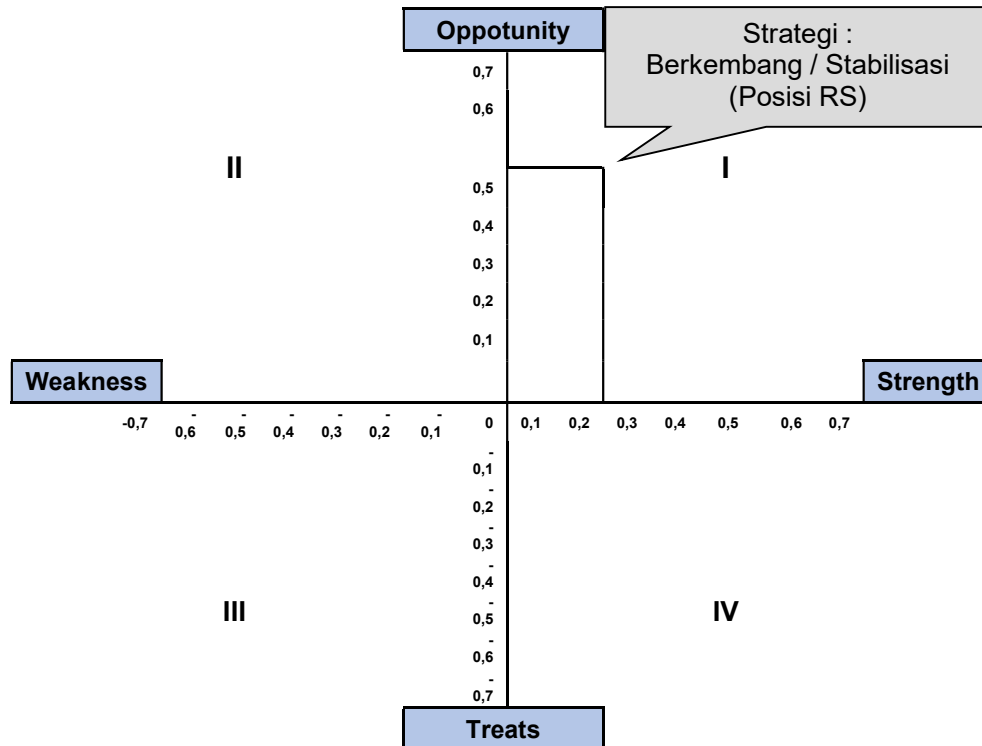 Oppotunity
Strategi :
Berkembang / Stabilisasi
(Posisi RS)
0,7
0,6
II
I
0,5
0,4
0,3
0,2
0,1
Weakness
Strength
-0,7 -0,6 -0,5 -0,4 -0,3 -0,2 -0,1 0 0,1 0,2 0,3 0,4 0,5 0,6 0,7
-
0,1
-
0,2
-
0,3
-
0,4
-
0,5
-
0,6
-
0,7
III
IV
Treats